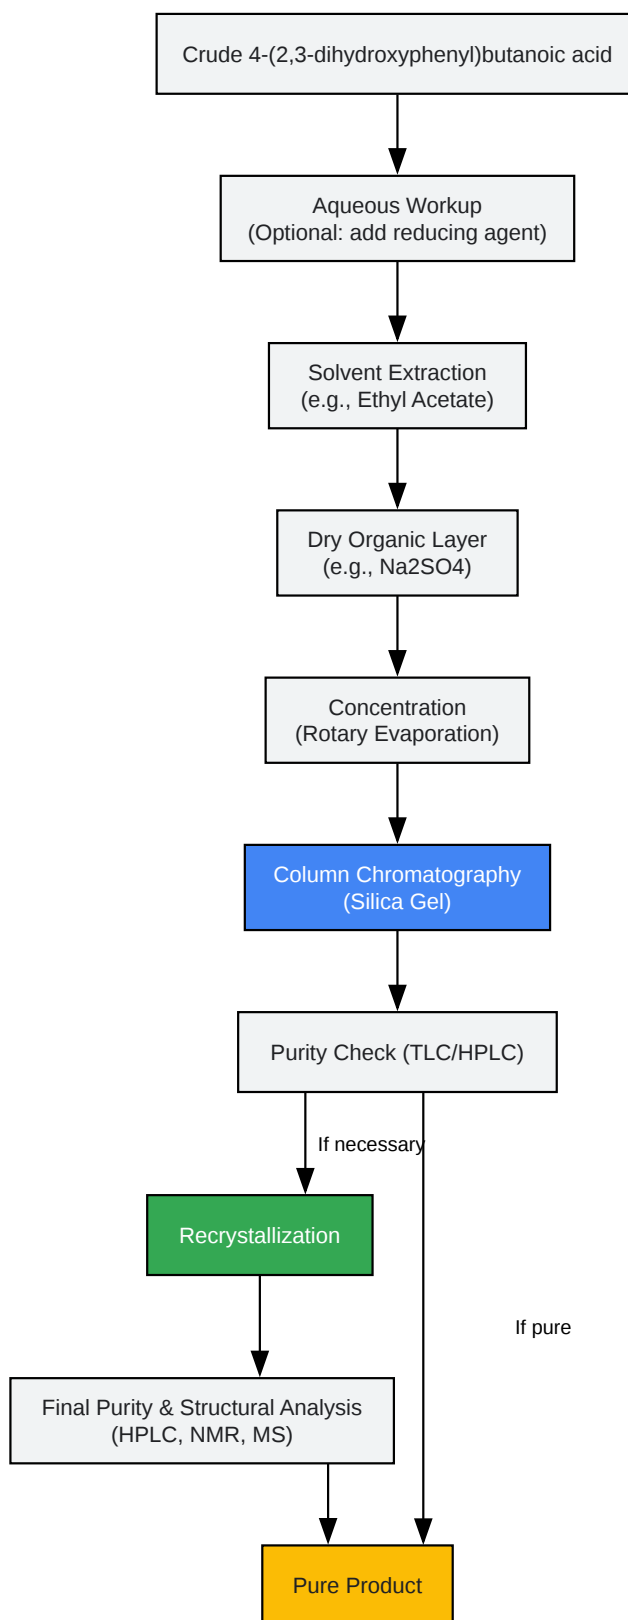 Crude 4-(2,3-dihydroxyphenyl)butanoic acid
Aqueous Workup
(Optional: add reducing agent)
Solvent Extraction
(e.g., Ethyl Acetate)
Dry Organic Layer
(e.g., Na2SO4)
Concentration
(Rotary Evaporation)
Column Chromatography
(Silica Gel)
Purity Check (TLC/HPLC)
If necessary
Recrystallization
If pure
Final Purity & Structural Analysis
(HPLC, NMR, MS)
Pure Product